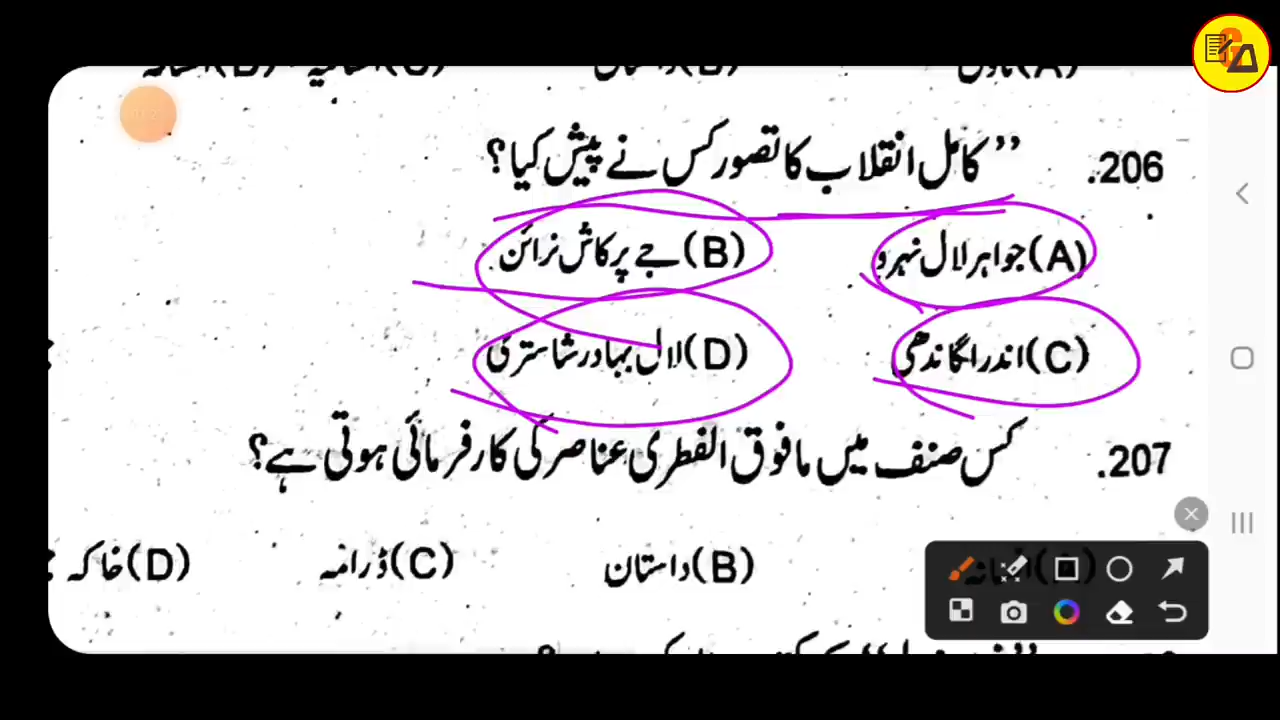 206. ”کامل انقلاب کا تصور کس نے پیش کیا؟
(A) جواہر لال نہرو (B) جے پرکاش نرائن
(C) اندرا گاندھی (D) لال بہادر شاستری
207. کس صنف میں مافوق الفطری عناصر کی کارفرمائی ہوتی ہے؟
(B) داستان (C) ڈرامہ (D) خاکہ